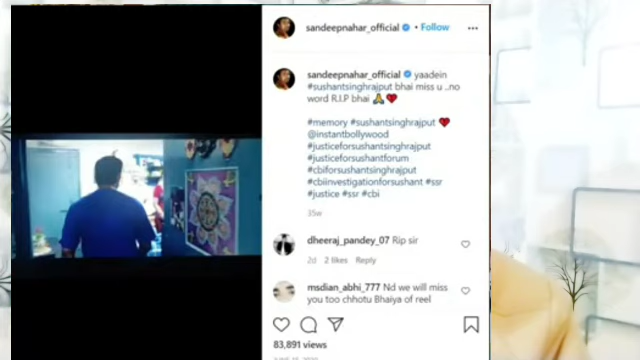 sandeepnahar_official • Follow
sandeepnahar_official yaadein
#sushantsinghrajput bhai miss u ..no
word R.I.P bhai 🙏❤️
#memory #sushantsinghrajput ❤️
@instantbollywood
#justiceforsushantsinghrajput
#justiceforsushantforum
#cbiforsushantsinghrajput
#cbiinvestigationforsushant #ssr
#justice #ssr #cbi
35w
dheeraj_pandey_07 Rip sir
2d 2 likes Reply
msdian_abhi_777 Nd we will miss
you too chhotu Bhaiya of reel
83,891 views